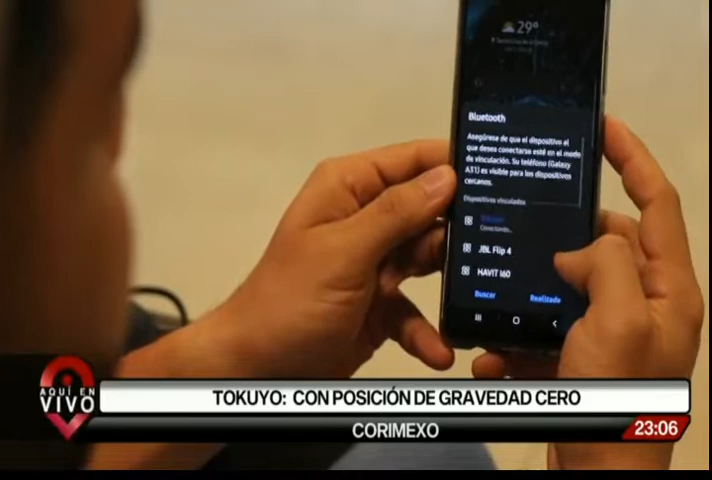 29°
Bluetooth
Asegúrese de que el dispositivo al
que desea conectarse esté en el modo
de vinculación. Su teléfono (Galaxy
A31) es visible para los dispositivos
cercanos.
Dispositivos vinculados
Tokuyo
Conectando...
JBL Flip 4
HAVIT i60
Buscar
Realizado
AQUÍ EN
VIVO
TOKUYO: CON POSICIÓN DE GRAVEDAD CERO
CORIMEXO
23:06